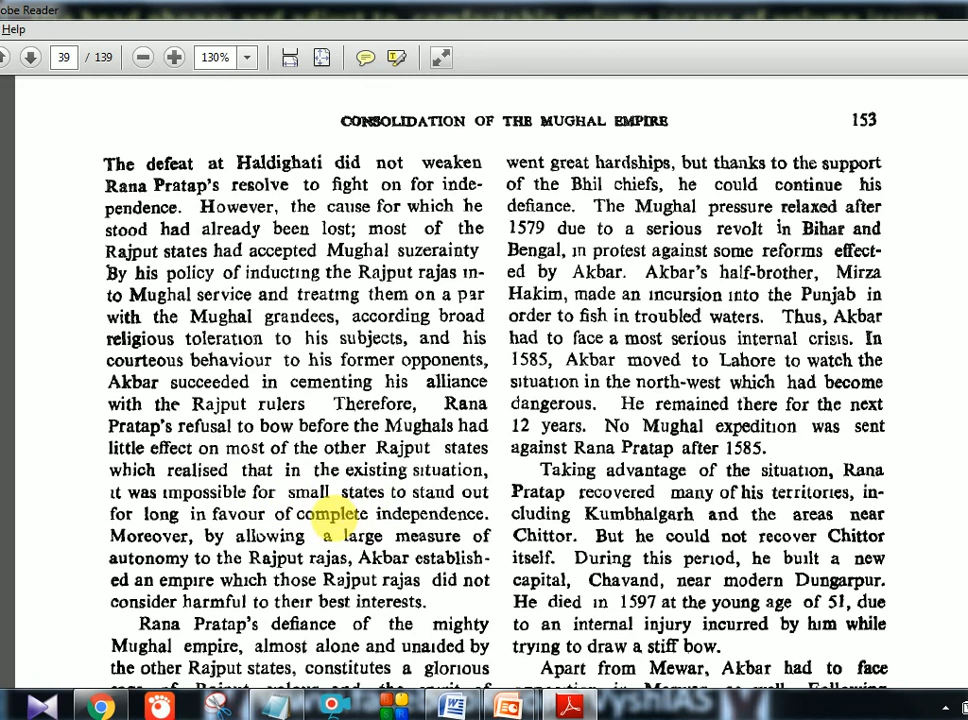 obe Reader
Help
39 / 139
130%
CONSOLIDATION OF THE MUGHAL EMPIRE 153
The defeat at Haldighati did not weaken
Rana Pratap's resolve to fight on for inde-
pendence. However, the cause for which he
stood had already been lost; most of the
Rajput states had accepted Mughal suzerainty
By his policy of inducting the Rajput rajas in-
to Mughal service and treating them on a par
with the Mughal grandees, according broad
religious toleration to his subjects, and his
courteous behaviour to his former opponents,
Akbar succeeded in cementing his alliance
with the Rajput rulers Therefore, Rana
Pratap's refusal to bow before the Mughals had
little effect on most of the other Rajput states
which realised that in the existing situation,
it was impossible for small states to stand out
for long in favour of complete independence.
Moreover, by allowing a large measure of
autonomy to the Rajput rajas, Akbar establish-
ed an empire which those Rajput rajas did not
consider harmful to their best interests.
Rana Pratap's defiance of the mighty
Mughal empire, almost alone and unaided by
the other Rajput states, constitutes a glorious
went great hardships, but thanks to the support
of the Bhil chiefs, he could continue his
defiance. The Mughal pressure relaxed after
1579 due to a serious revolt in Bihar and
Bengal, in protest against some reforms effect-
ed by Akbar. Akbar's half-brother, Mirza
Hakim, made an incursion into the Punjab in
order to fish in troubled waters. Thus, Akbar
had to face a most serious internal crisis. In
1585, Akbar moved to Lahore to watch the
situation in the north-west which had become
dangerous. He remained there for the next
12 years. No Mughal expedition was sent
against Rana Pratap after 1585.
Taking advantage of the situation, Rana
Pratap recovered many of his territories, in-
cluding Kumbhalgarh and the areas near
Chittor. But he could not recover Chittor
itself. During this period, he built a new
capital, Chavand, near modern Dungarpur.
He died in 1597 at the young age of 51, due
to an internal injury incurred by him while
trying to draw a stiff bow.
Apart from Mewar, Akbar had to face